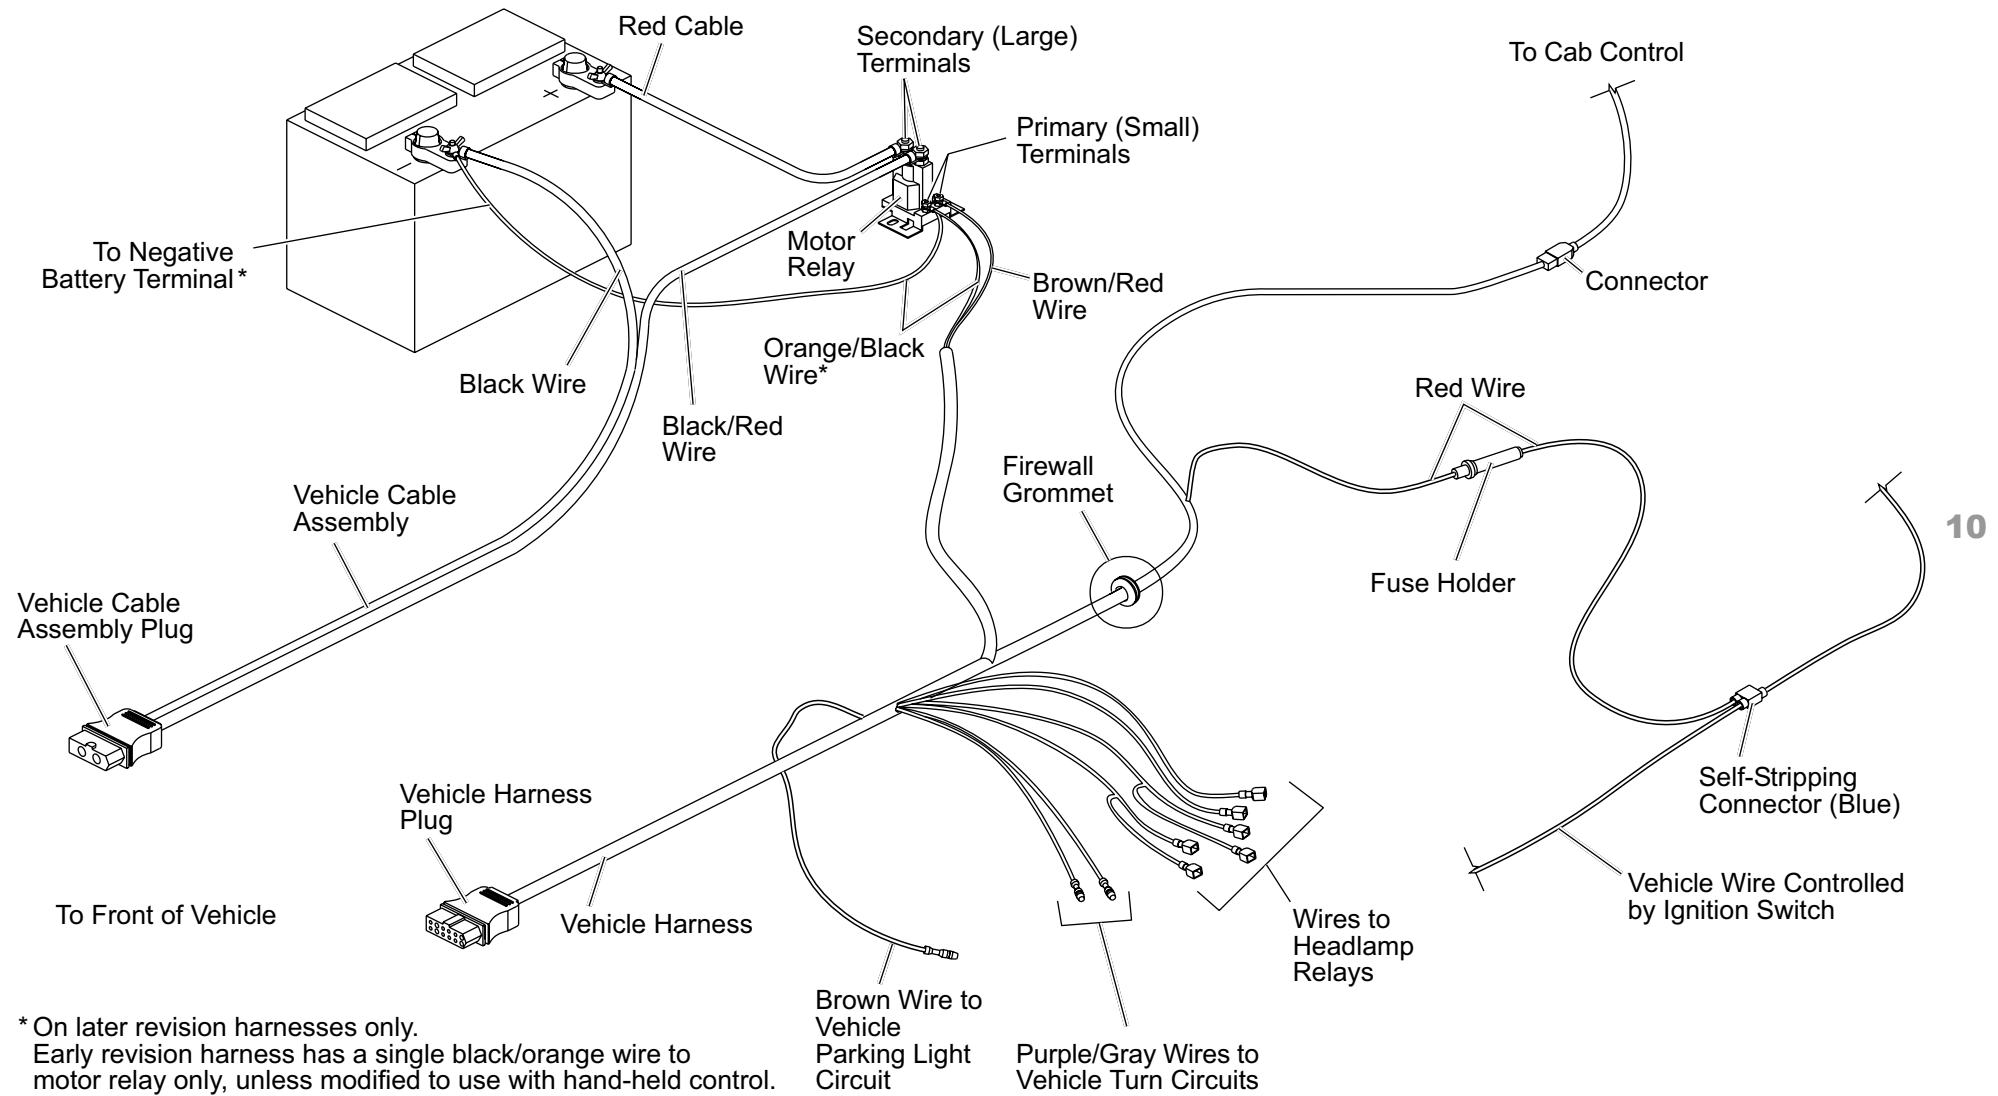 Red Cable
Secondary (Large)
Terminals
To Cab Control
Primary (Small)
Terminals
To Negative
Battery Terminal*
Motor
Relay
Brown/Red
Wire
Connector
Orange/Black
Wire*
Black Wire
Black/Red
Wire
Red Wire
Firewall
Grommet
Vehicle Cable
Assembly
10
Fuse Holder
Vehicle Cable
Assembly Plug
Self-Stripping
Connector (Blue)
Vehicle Harness
Plug
Vehicle Wire Controlled
by Ignition Switch
To Front of Vehicle
Vehicle Harness
Wires to
Headlamp
Relays
Brown Wire to
Vehicle
Parking Light
Circuit
Purple/Gray Wires to
Vehicle Turn Circuits
* On later revision harnesses only.
Early revision harness has a single black/orange wire to
motor relay only, unless modified to use with hand-held control.
+
–